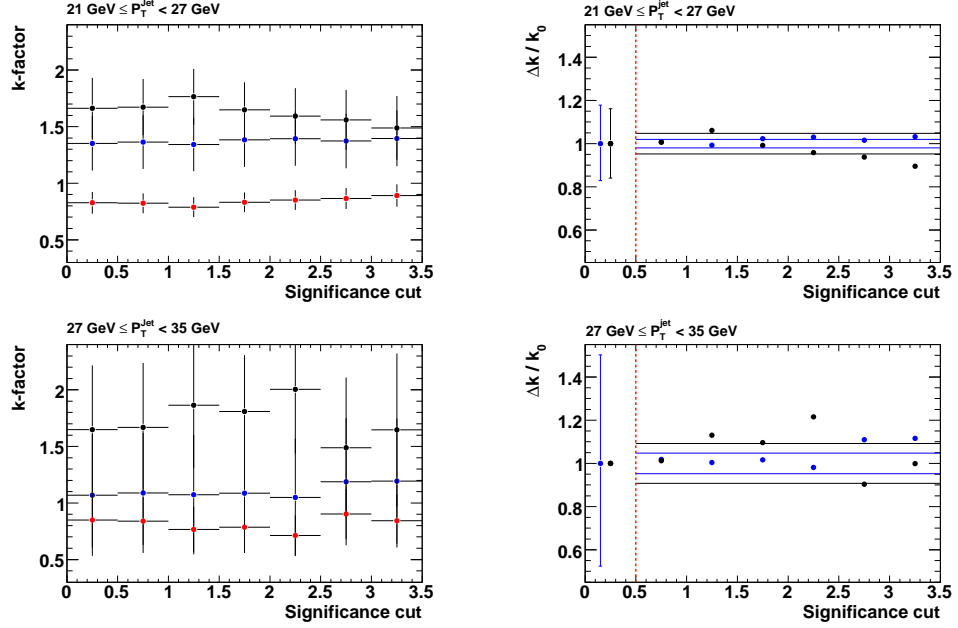 21 GeV ≤ P_T^Jet < 27 GeV
k-factor
2
1.5
1
0.5
0 0.5 1 1.5 2 2.5 3 3.5
Significance cut
21 GeV ≤ P_T^jet < 27 GeV
Δk / k_0
1.4
1.2
1
0.8
0.6
0 0.5 1 1.5 2 2.5 3 3.5
Significance cut
27 GeV ≤ P_T^Jet < 35 GeV
k-factor
2
1.5
1
0.5
0 0.5 1 1.5 2 2.5 3 3.5
Significance cut
27 GeV ≤ P_T^jet < 35 GeV
Δk / k_0
1.4
1.2
1
0.8
0.6
0 0.5 1 1.5 2 2.5 3 3.5
Significance cut